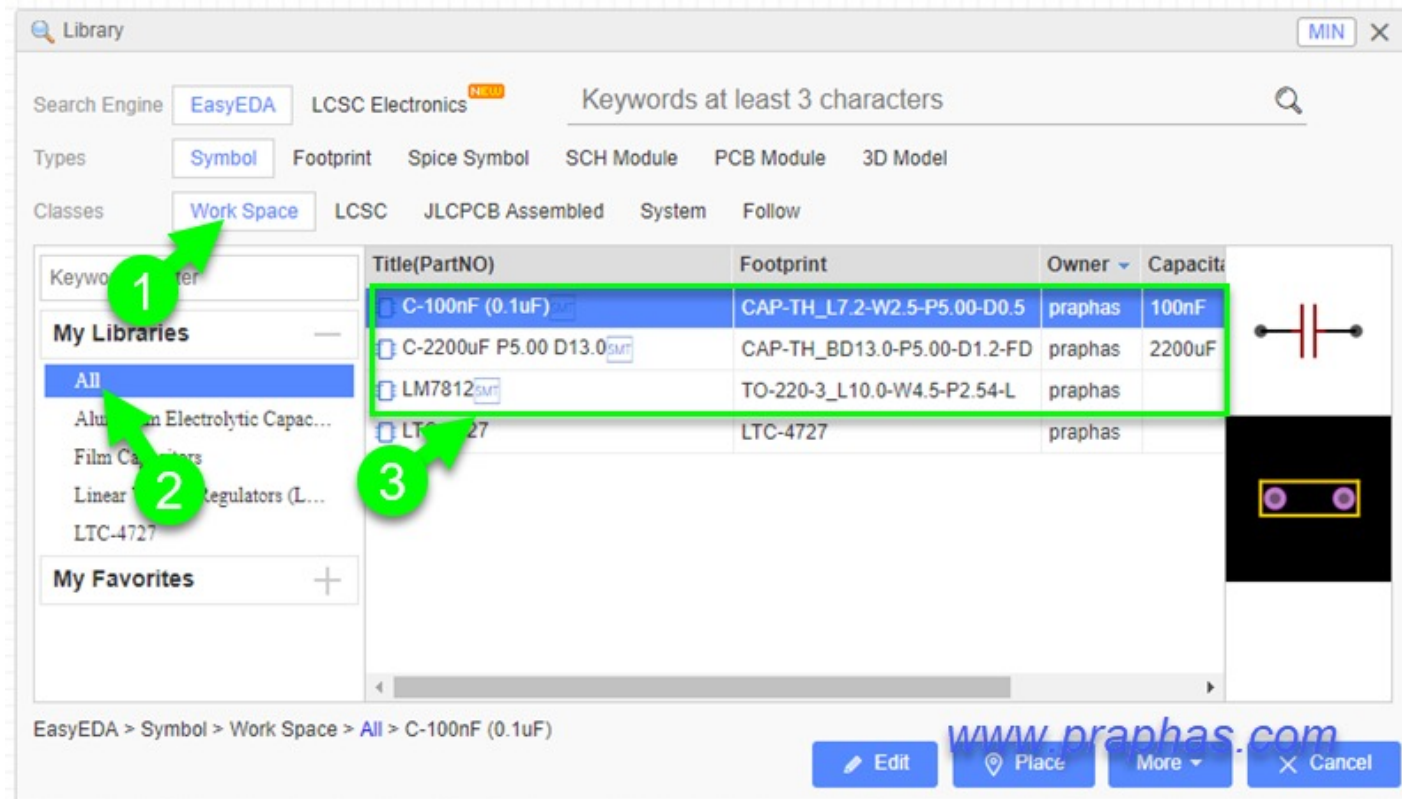 Library
MIN
Search Engine EasyEDA LCSC Electronics NEW Keywords at least 3 characters
Types Symbol Footprint Spice Symbol SCH Module PCB Module 3D Model
Classes Work Space LCSC JLCPCB Assembled System Follow
1
My Libraries
All
2
Film
Linear
LTC-4727
My Favorites
Title(PartNO) Footprint Owner
C-100nF (0.1uF) SMT CAP-TH_L7.2-W2.5-P5.00-D0.5 praphas 100nF
C-2200uF P5.00 D13.0 SMT CAP-TH_BD13.0-P5.00-D1.2-FD praphas 2200uF
LM7812 SMT TO-220-3_L10.0-W4.5-P2.54-L praphas
LTC-4727 praphas
3
EasyEDA > Symbol > Work Space > All > C-100nF (0.1uF)
www.praphas.com
Edit Place More Cancel